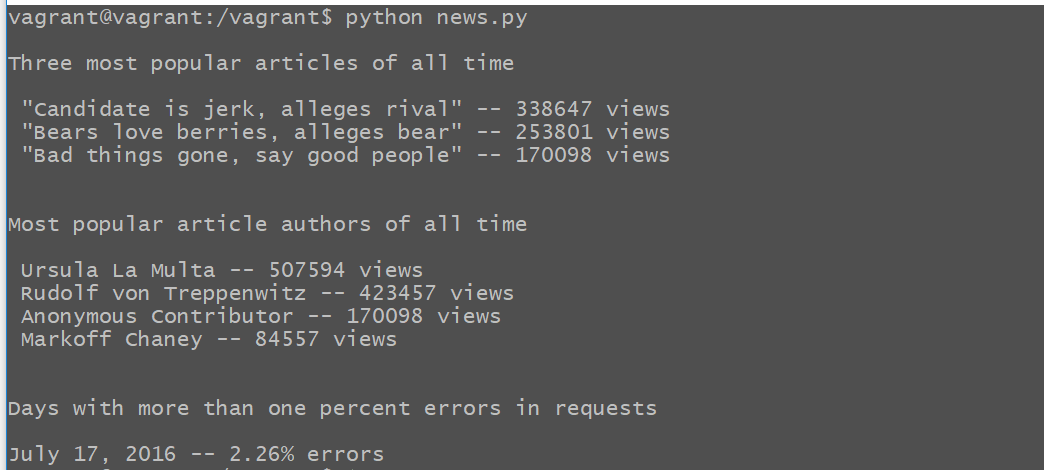 vagrant@vagrant:/vagrant$ python news.py
Three most popular articles of all time
"Candidate is jerk, alleges rival" -- 338647 views
"Bears love berries, alleges bear" -- 253801 views
"Bad things gone, say good people" -- 170098 views
Most popular article authors of all time
Ursula La Multa -- 507594 views
Rudolf von Treppenwitz -- 423457 views
Anonymous Contributor -- 170098 views
Markoff Chaney -- 84557 views
Days with more than one percent errors in requests
July 17, 2016 -- 2.26% errors